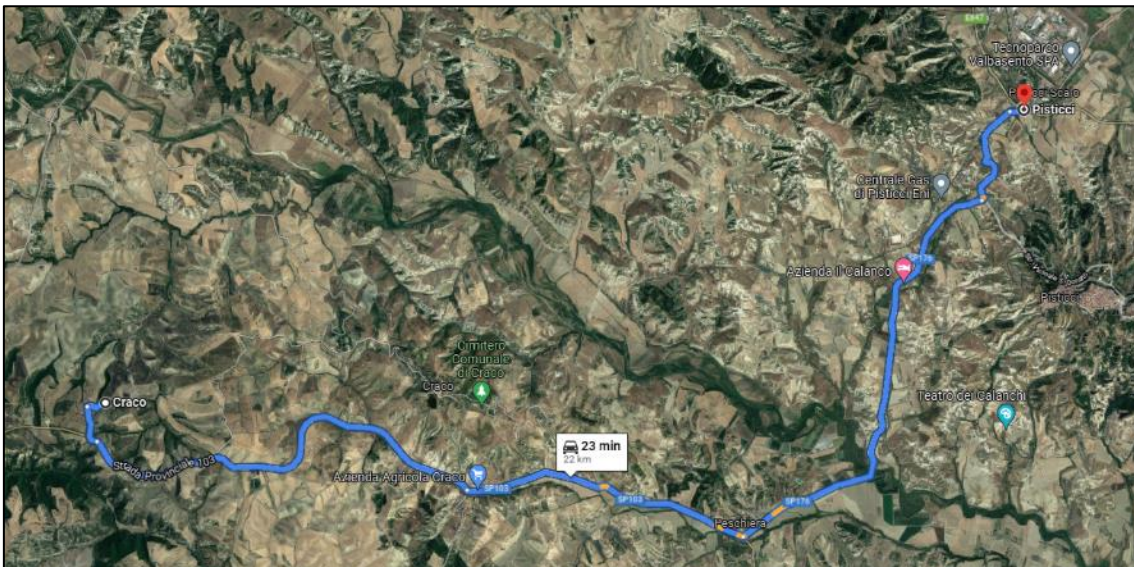 E847
Tecnoparco
Valbasento SPA
Pisticci Scalo
Pisticci
Centrale Gas
di Pisticci Eni
SP176
Azienda Il Calanco
Pisticci
Cimitero
Comunale
di Craco
Craco
Craco
Teatro dei Calanchi
Strada Provinciale 103
23 min
22 km
Azienda Agricola Craco
SP103
SP103
SP176
Peschiera